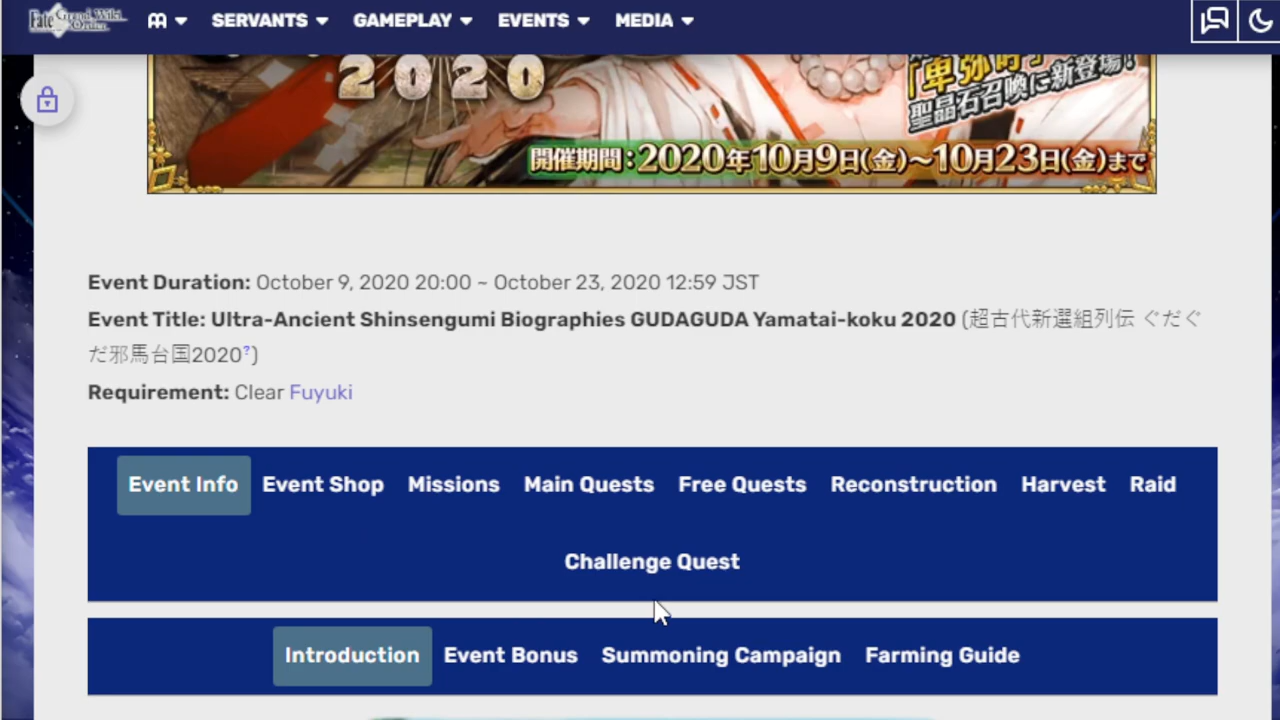 Fate Grand Wiki Order
SERVANTS GAMEPLAY EVENTS MEDIA
2020
「卑弥呼」
聖晶石召喚に新登場!
開催期間:2020年10月9日(金)~10月23日(金)まで
Event Duration: October 9, 2020 20:00 ~ October 23, 2020 12:59 JST
Event Title: Ultra-Ancient Shinsengumi Biographies GUDAGUDA Yamatai-koku 2020 (超古代新選組列伝 ぐだぐ
だ邪馬台国2020?)
Requirement: Clear Fuyuki
Event Info Event Shop Missions Main Quests Free Quests Reconstruction Harvest Raid
Challenge Quest
Introduction Event Bonus Summoning Campaign Farming Guide